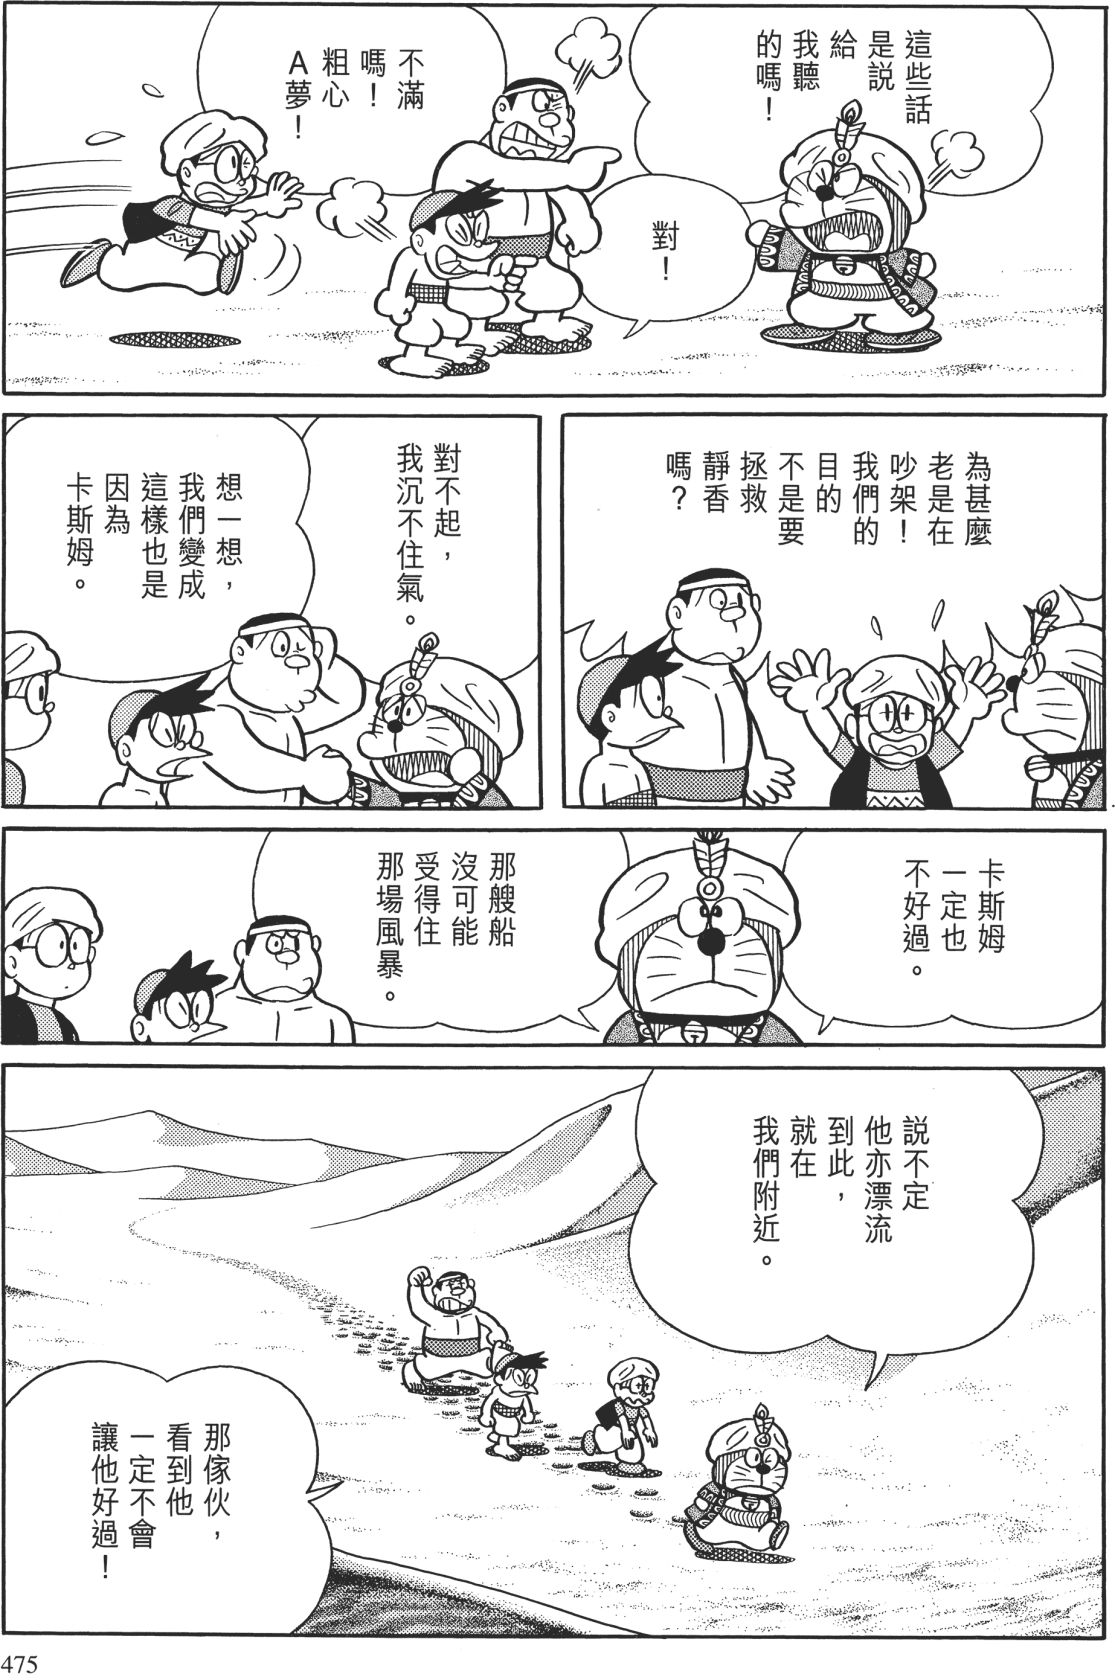 這些話
是説
給
我聽
的嗎！
對！
不滿
嗎！
粗心
A夢！
為甚麼
老是在
吵架！
我們的
目的
不是要
拯救
靜香
嗎？
對不起，
我沉不住氣。
想一想，
我們變成
這樣也是
因為
卡斯姆。
卡斯姆
一定也
不好過。
那艘船
沒可能
受得住
那場風暴。
説不定
他亦漂流
到此，
就在
我們附近。
那傢伙，
看到他
一定不會
讓他好過！
475